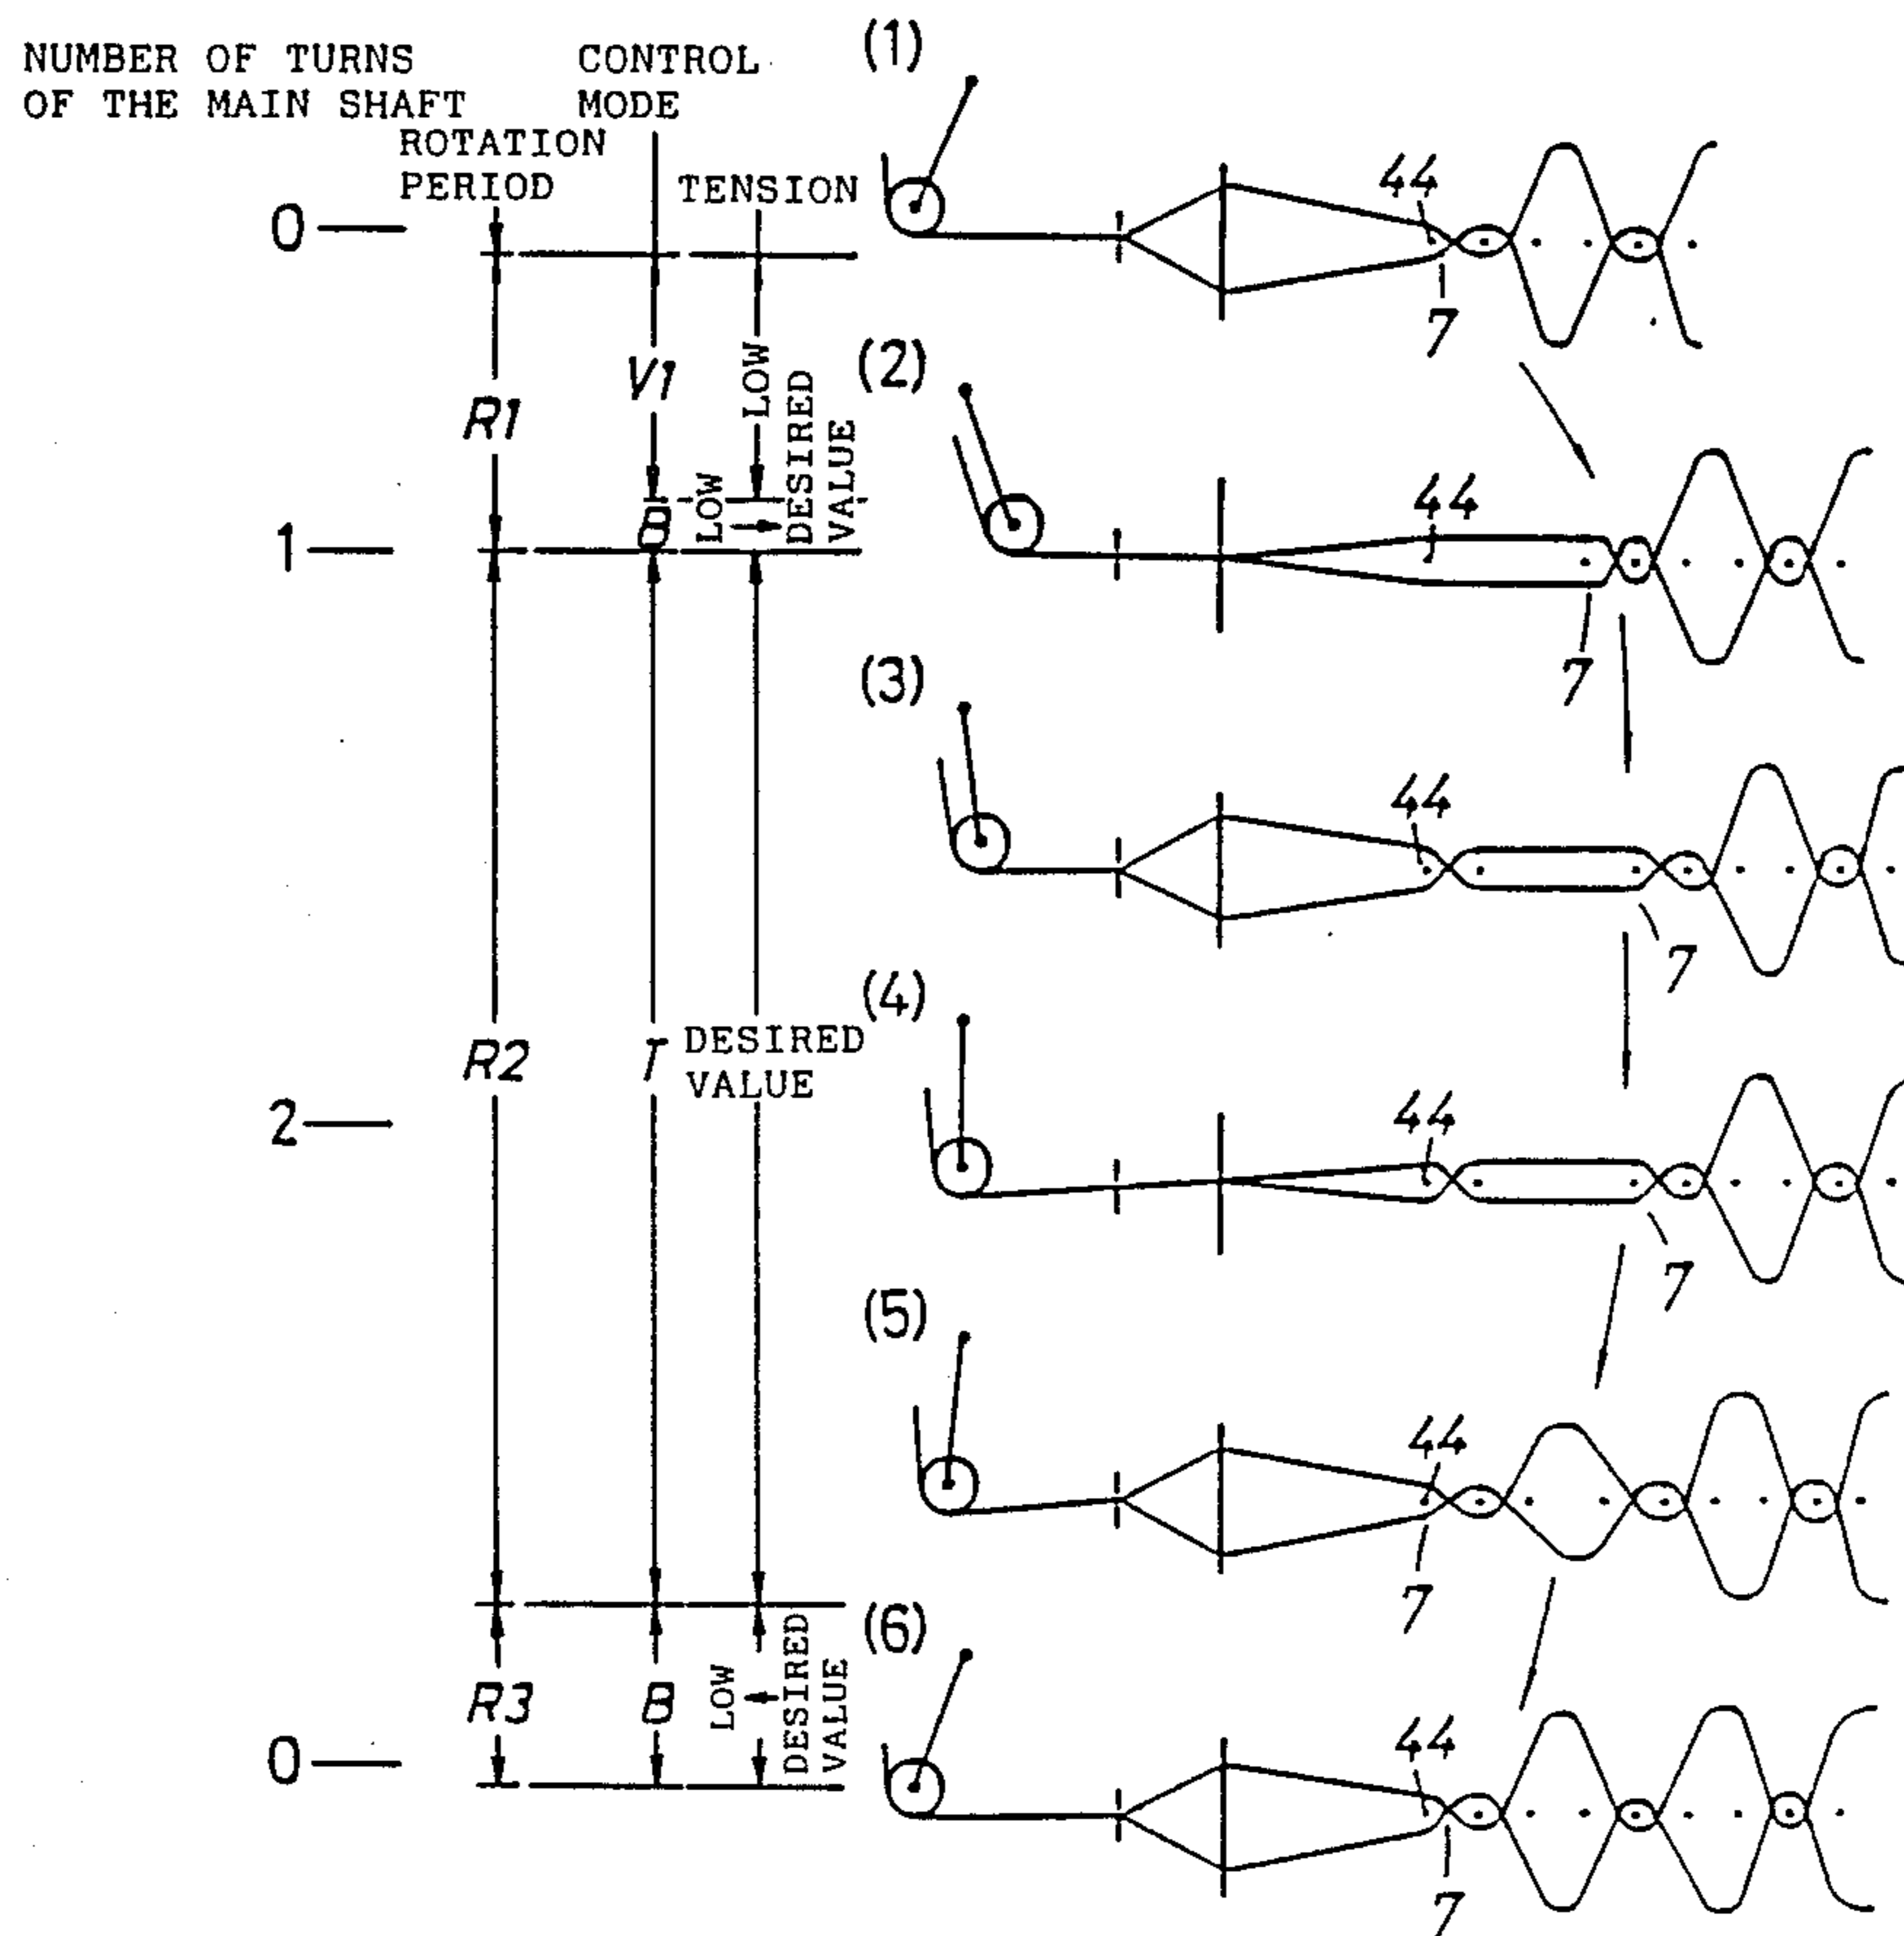 NUMBER OF TURNS
OF THE MAIN SHAFT
ROTATION
PERIOD
CONTROL
MODE
TENSION
0
R1
V1
LOW
B
LOW
DESIRED
VALUE
1
R2
T
DESIRED
VALUE
2
R3
B
LOW
DESIRED
VALUE
0
(1)
44
7
(2)
44
7
(3)
44
7
(4)
44
7
(5)
44
7
(6)
44
7